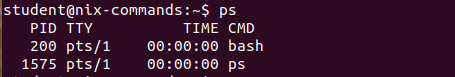 student@nix-commands:~$ ps
PID TTY TIME CMD
200 pts/1 00:00:00 bash
1575 pts/1 00:00:00 ps